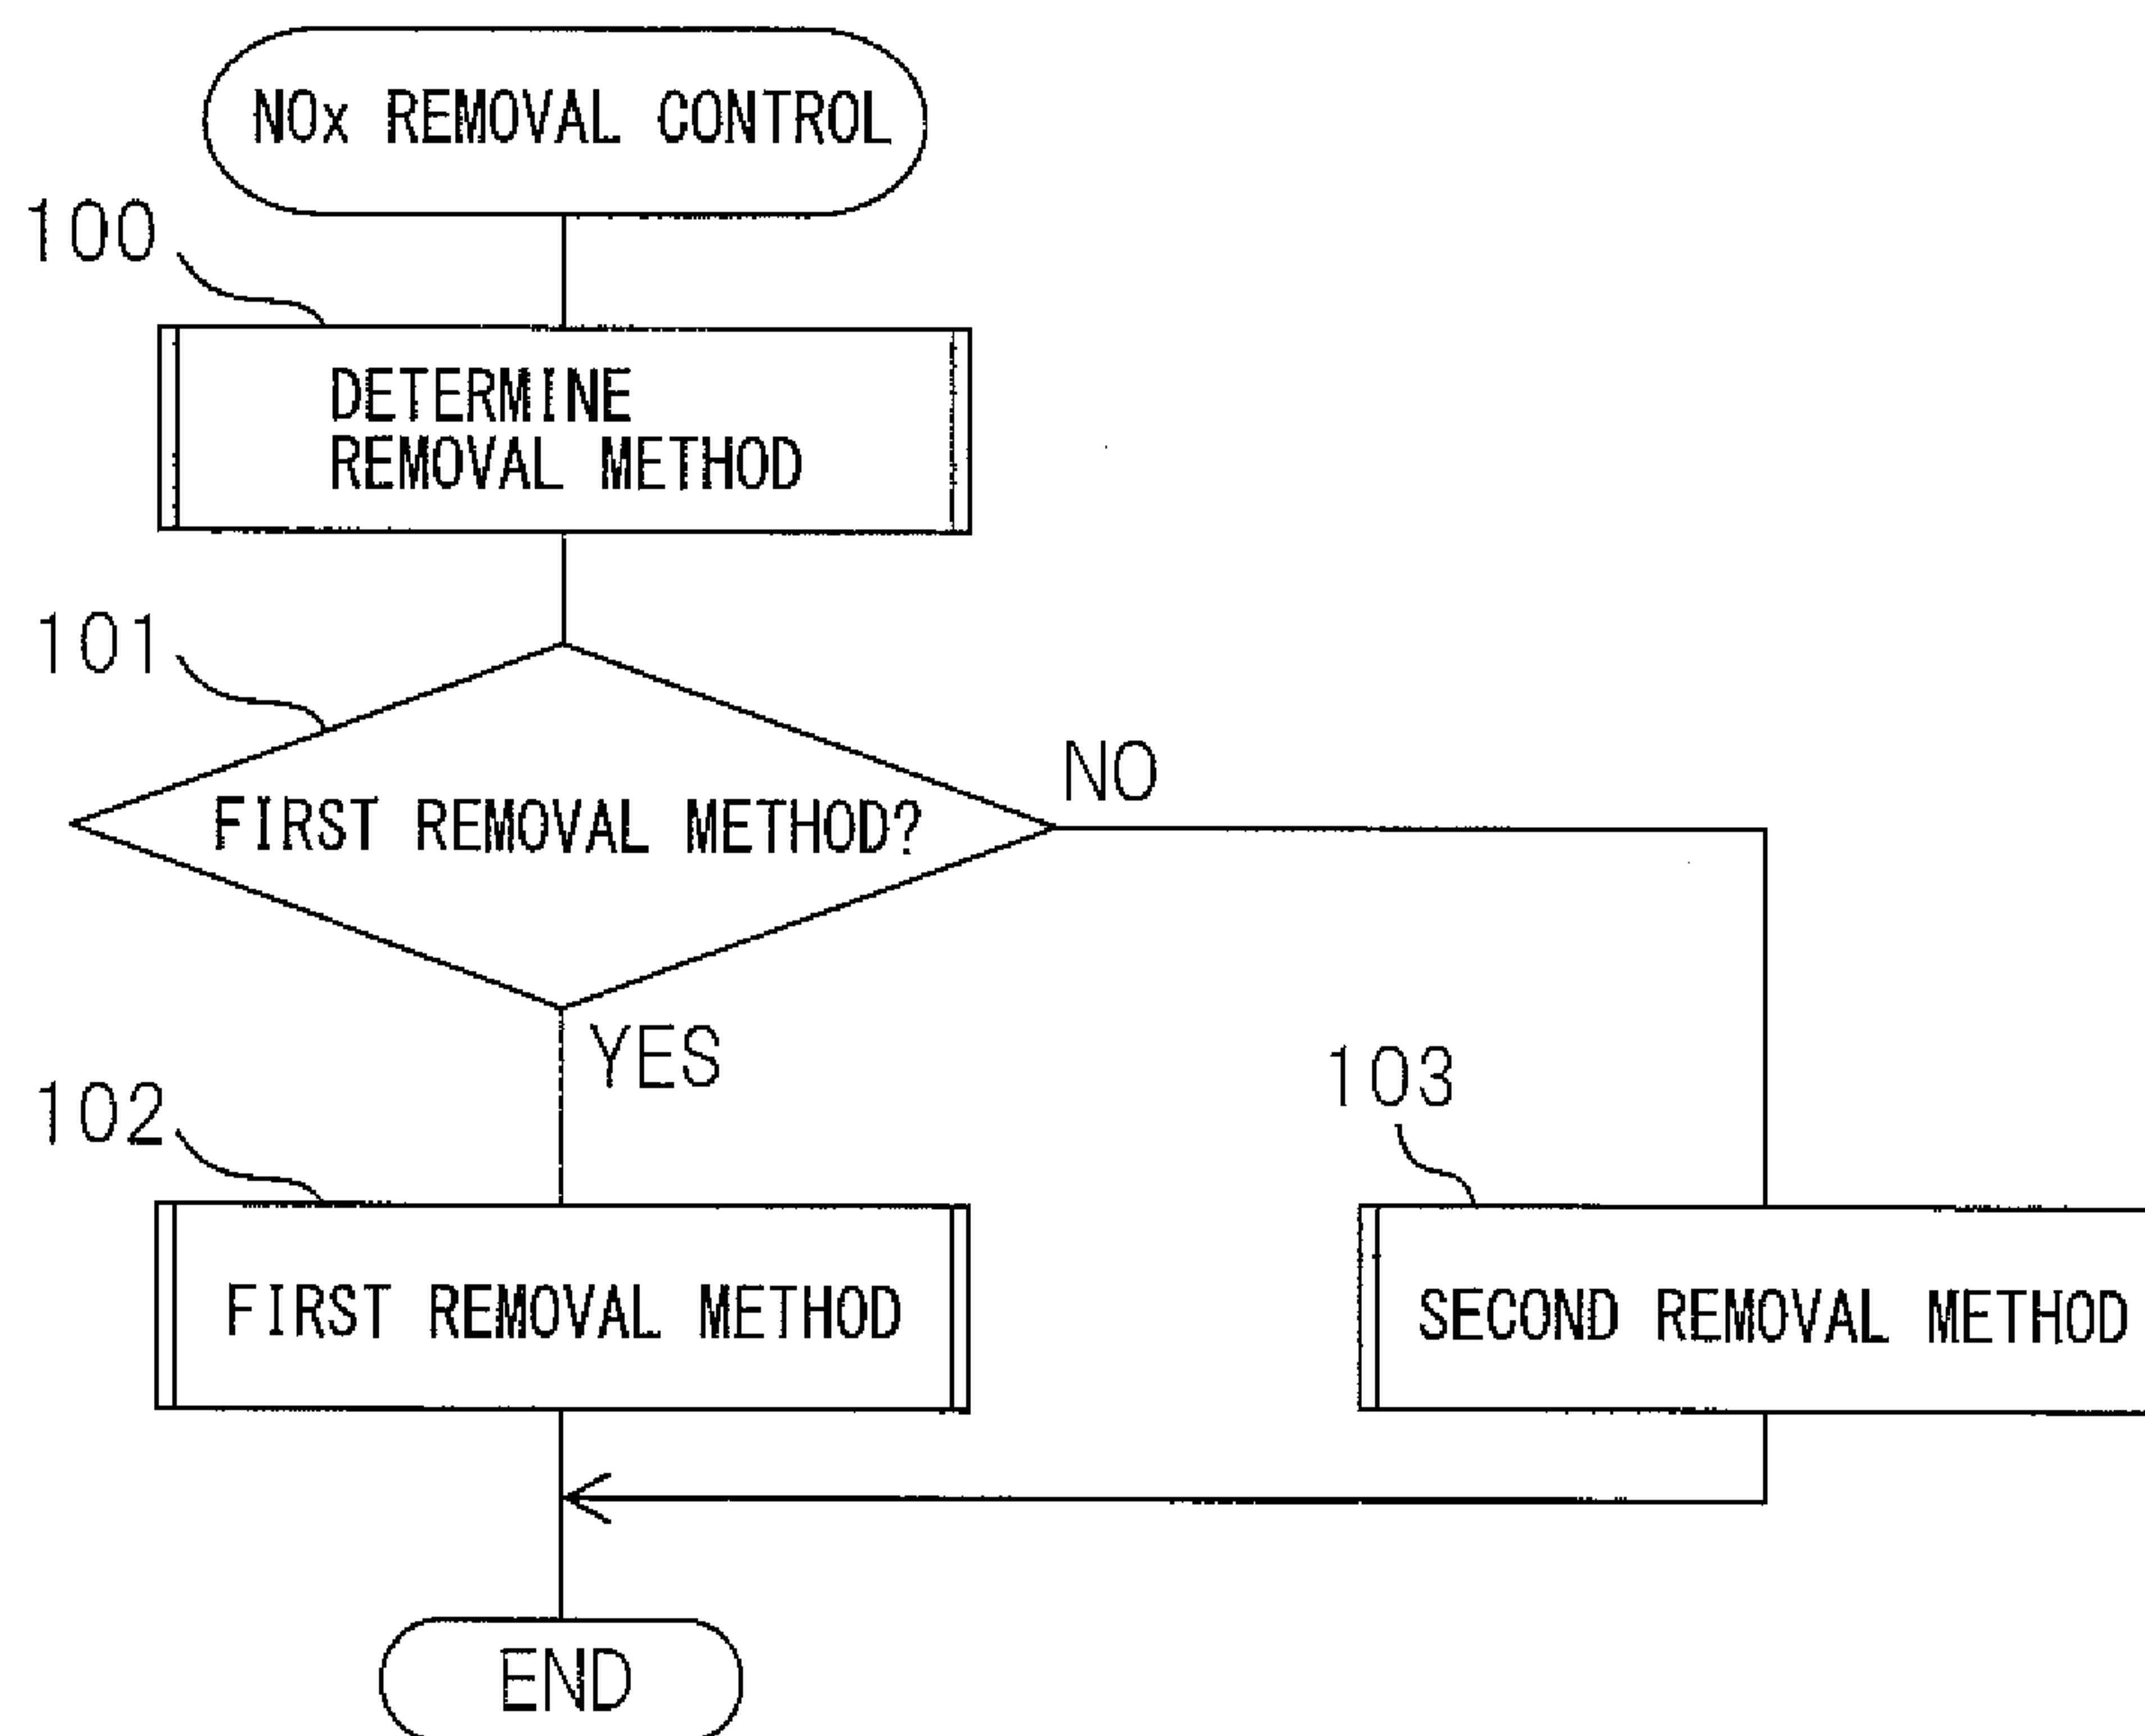 NOx REMOVAL CONTROL
100
DETERMINE
REMOVAL METHOD
101
FIRST REMOVAL METHOD?
NO
YES
102
FIRST REMOVAL METHOD
103
SECOND REMOVAL METHOD
END